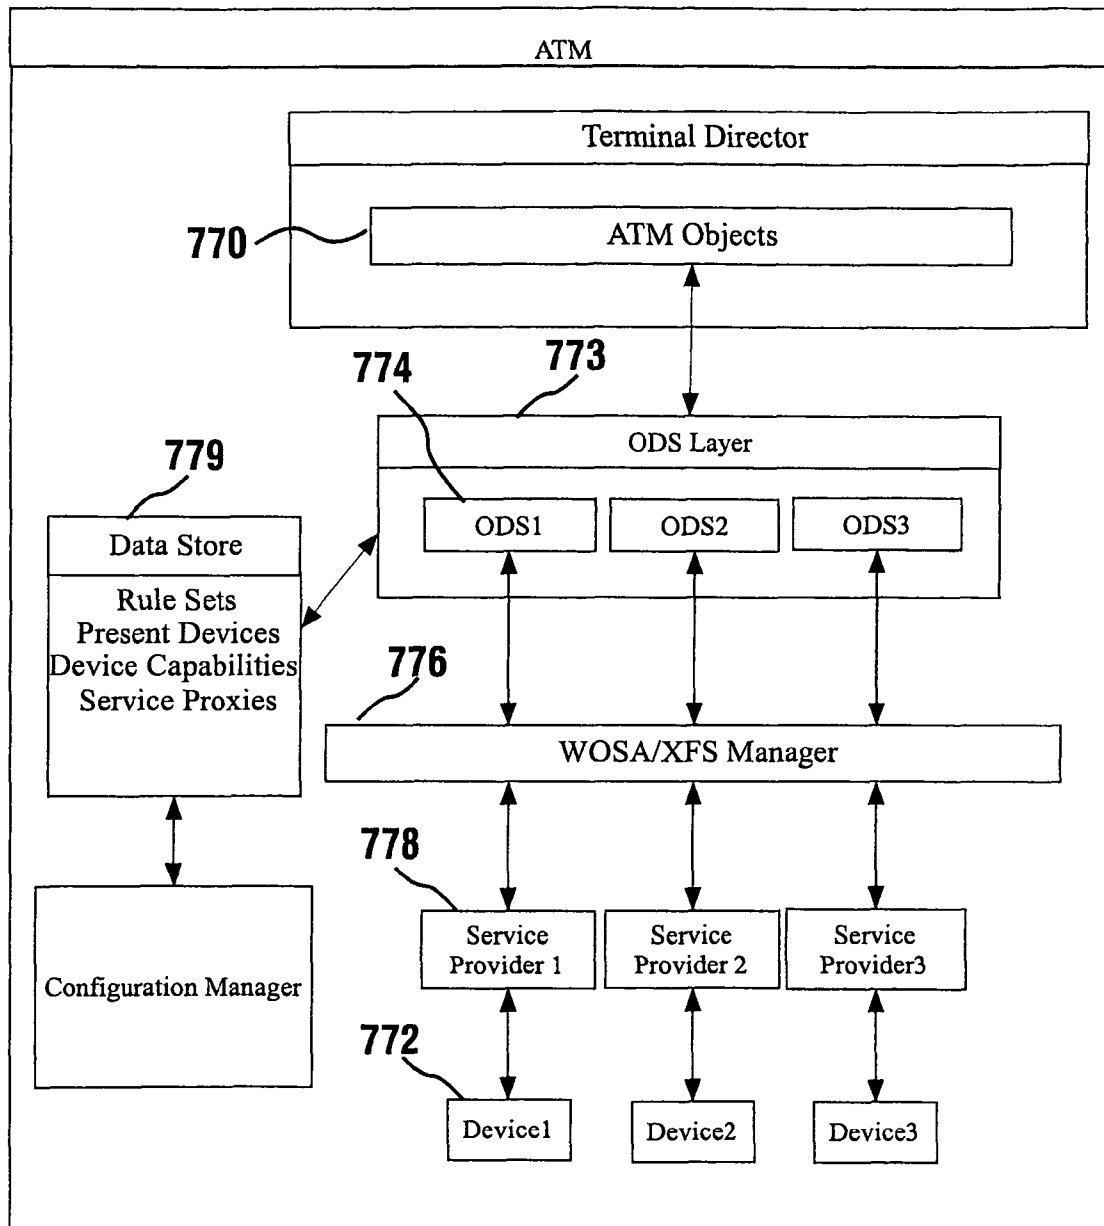 ATM
Terminal Director
770
ATM Objects
773
774
ODS Layer
779
ODS1
ODS2
ODS3
Data Store
Rule Sets
Present Devices
Device Capabilities
Service Proxies
776
WOSA/XFS Manager
778
Service
Provider 1
Service
Provider 2
Service
Provider3
Configuration Manager
772
Device1
Device2
Device3